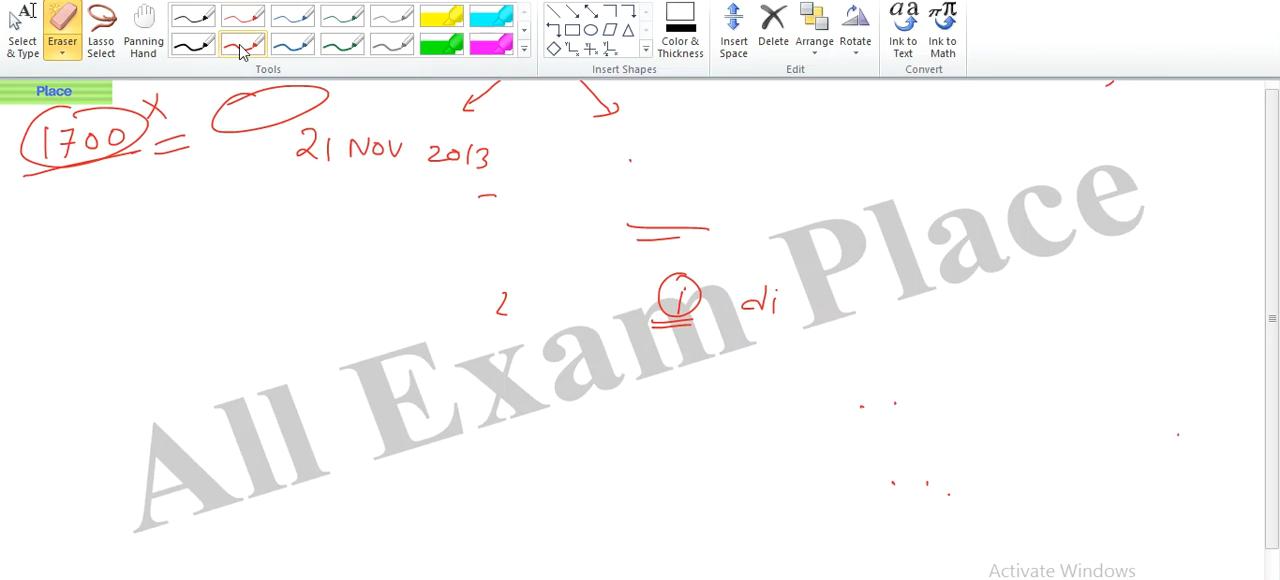 Select & Type
Eraser
Lasso Select
Panning Hand
Color & Thickness
Insert Space
Delete
Arrange
Rotate
Ink to Text
Ink to Math
Tools
Insert Shapes
Edit
Convert
Place
1700 x =
21 NOV 2013
2 i di
All Exam Place
Activate Windows